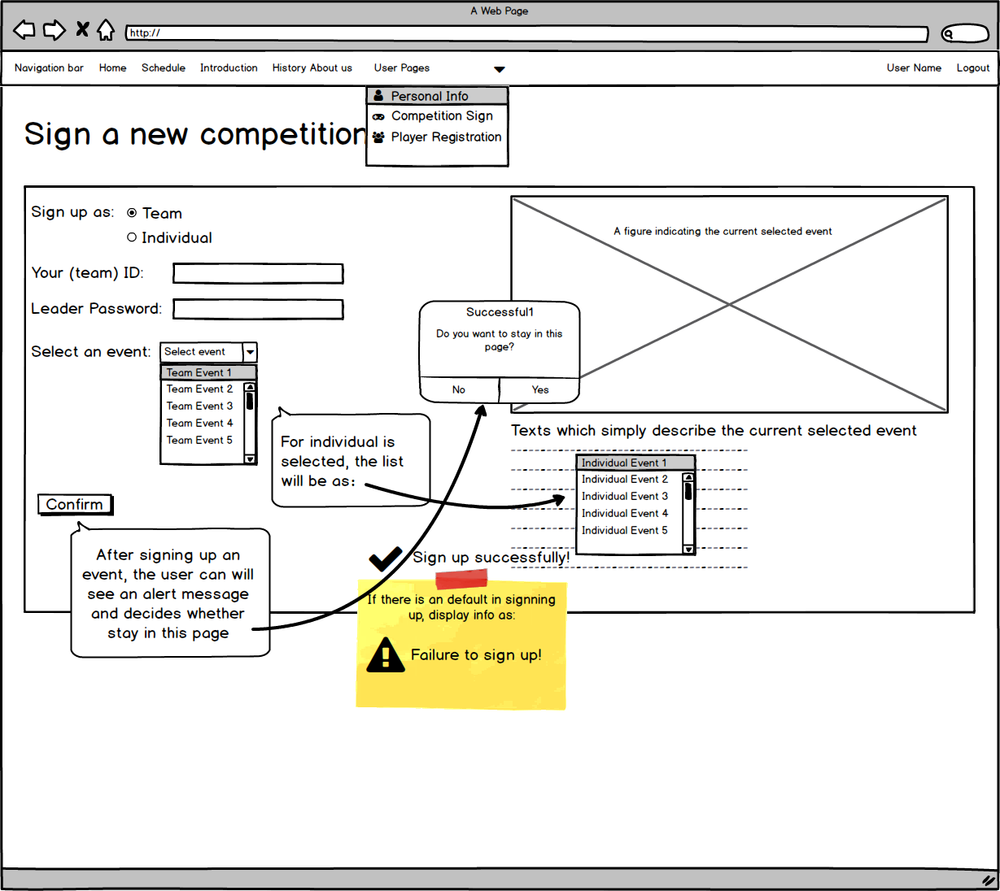 A Web Page
http://
Navigation bar Home Schedule Introduction History About us User Pages User Name Logout
Personal Info
Competition Sign
Player Registration
Sign a new competition
Sign up as: Team
Individual
Your (team) ID:
Leader Password:
Select an event: Select event
Team Event 1
Team Event 2
Team Event 3
Team Event 4
Team Event 5
A figure indicating the current selected event
Successful1
Do you want to stay in this
page?
No Yes
For individual is
selected, the list
will be as:
Texts which simply describe the current selected event
Individual Event 1
Individual Event 2
Individual Event 3
Individual Event 4
Individual Event 5
Confirm
After signing up an
event, the user can will
see an alert message
and decides whether
stay in this page
Sign up successfully!
If there is an default in signning
up, display info as:
Failure to sign up!